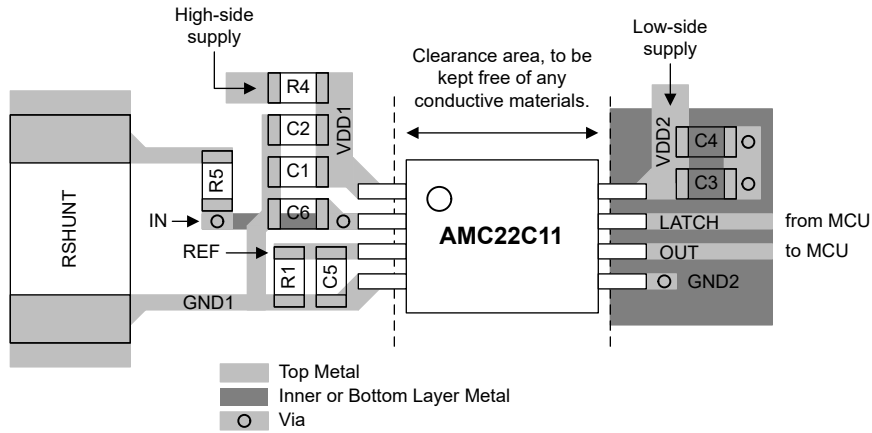 High-side
supply
Low-side
supply
Clearance area, to be
kept free of any
conductive materials.
R4
C2
C1
C6
VDD1
VDD2
C4
C3
R5
RSHUNT
IN
REF
R1
C5
GND1
AMC22C11
LATCH
from MCU
OUT
to MCU
GND2
Top Metal
Inner or Bottom Layer Metal
Via